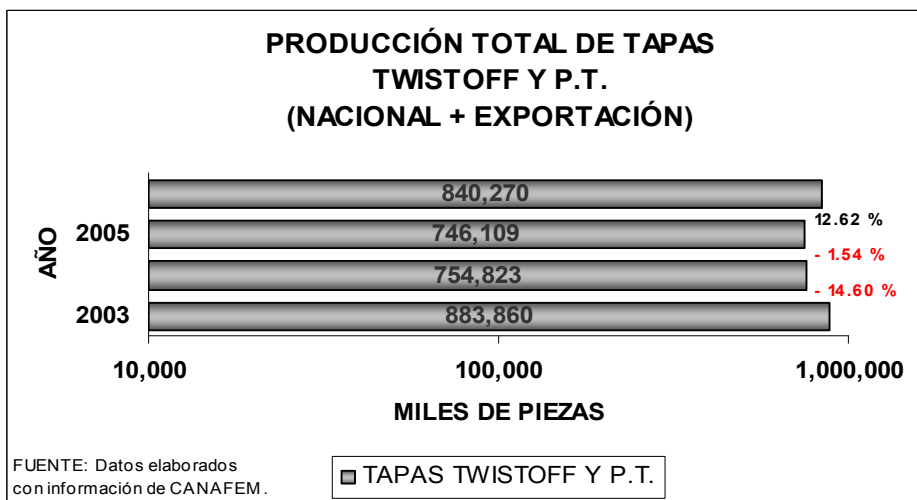 PRODUCCIÓN TOTAL DE TAPAS
TWISTOFF Y P.T.
(NACIONAL + EXPORTACIÓN)
AÑO
840,270
12.62 %
2005
746,109
- 1.54 %
754,823
- 14.60 %
2003
883,860
10,000
100,000
1,000,000
MILES DE PIEZAS
FUENTE: Datos elaborados
con información de CANAFEM.
TAPAS TWISTOFF Y P.T.